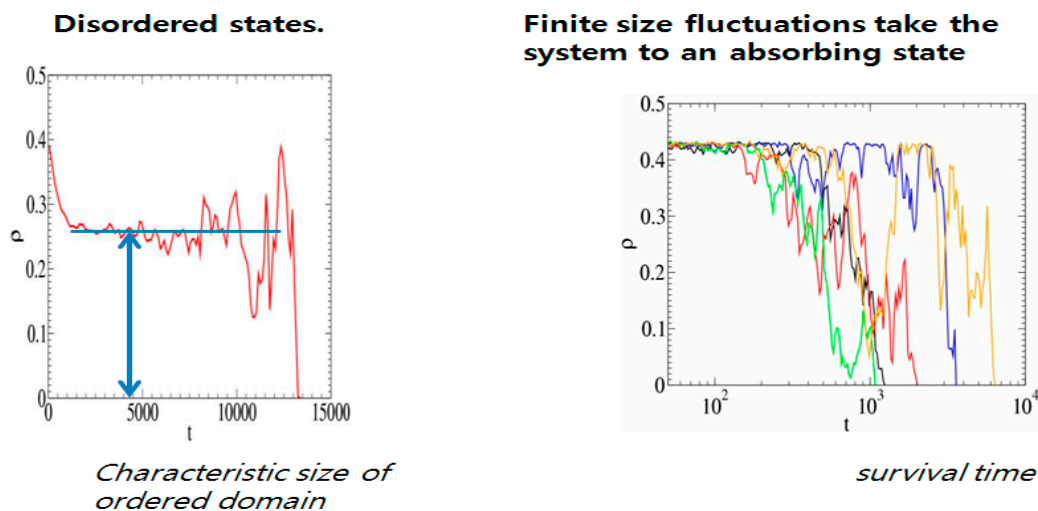 Disordered states.
Finite size fluctuations take the
system to an absorbing state
0.5
0.4
0.3
0.2
0.1
0
ρ
0
5000
10000
15000
t
Characteristic size of
ordered domain
0.5
0.4
0.3
0.2
0.1
0
ρ
10²
10³
10⁴
t
survival time